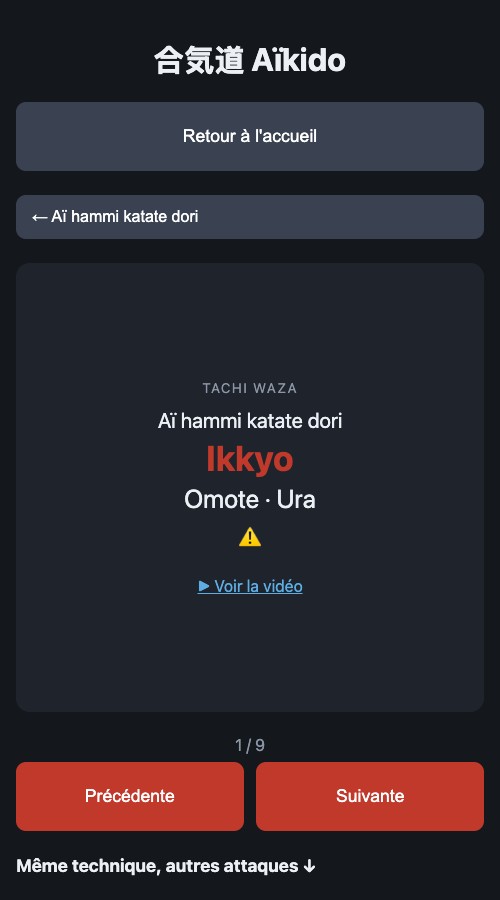 合気道 Aïkido
Retour à l'accueil
← Aï hammi katate dori
TACHI WAZA
Aï hammi katate dori
Ikkyo
Omote · Ura
⚠️
▶ Voir la vidéo
1 / 9
Précédente
Suivante
Même technique, autres attaques ↓